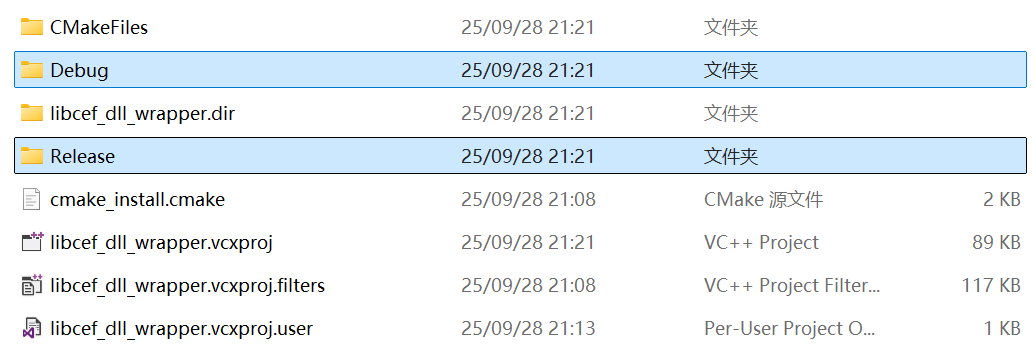 CMakeFiles 25/09/28 21:21 文件夹
Debug 25/09/28 21:21 文件夹
libcef_dll_wrapper.dir 25/09/28 21:21 文件夹
Release 25/09/28 21:21 文件夹
cmake_install.cmake 25/09/28 21:08 CMake 源文件 2 KB
libcef_dll_wrapper.vcxproj 25/09/28 21:21 VC++ Project 89 KB
libcef_dll_wrapper.vcxproj.filters 25/09/28 21:08 VC++ Project Filter... 117 KB
libcef_dll_wrapper.vcxproj.user 25/09/28 21:13 Per-User Project O... 1 KB